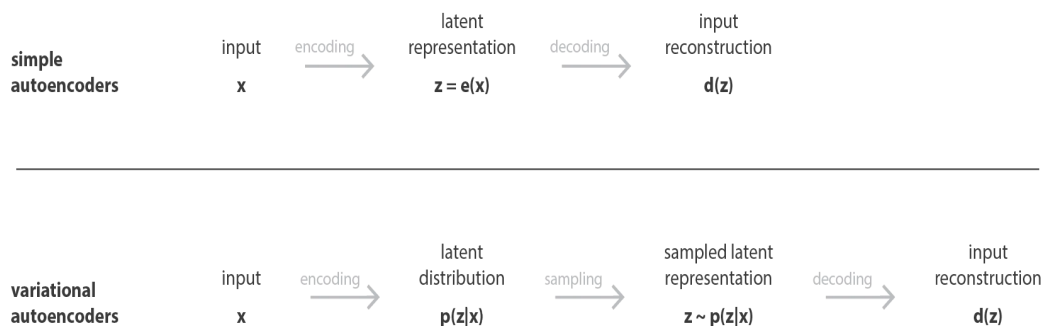 simple
autoencoders
input
x
encoding
latent
representation
z = e(x)
decoding
input
reconstruction
d(z)
variational
autoencoders
input
x
encoding
latent
distribution
p(z|x)
sampling
sampled latent
representation
z ~ p(z|x)
decoding
input
reconstruction
d(z)